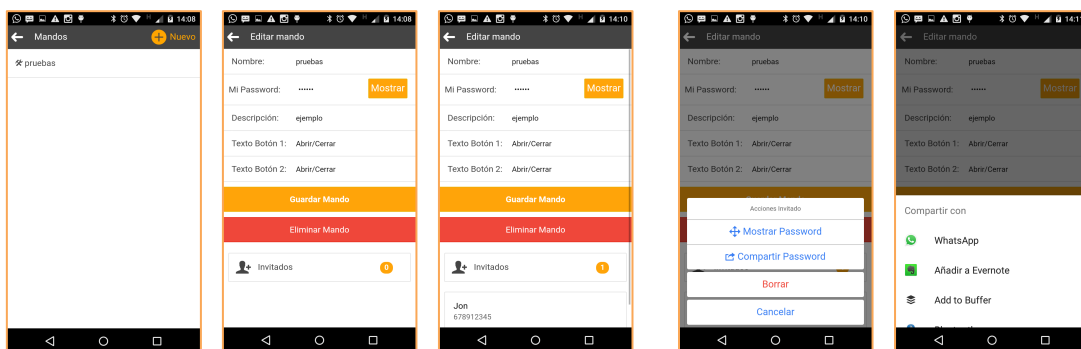 14:08
Mandos
Nuevo
pruebas
14:08
Editar mando
Nombre: pruebas
Mi Password: ······ Mostrar
Descripción: ejemplo
Texto Botón 1: Abrir/Cerrar
Texto Botón 2: Abrir/Cerrar
Guardar Mando
Eliminar Mando
Invitados 0
14:10
Editar mando
Nombre: pruebas
Mi Password: ······ Mostrar
Descripción: ejemplo
Texto Botón 1: Abrir/Cerrar
Texto Botón 2: Abrir/Cerrar
Guardar Mando
Eliminar Mando
Invitados 1
Jon
678912345
14:10
Editar mando
Nombre: pruebas
Mi Password: ······ Mostrar
Descripción: ejemplo
Texto Botón 1: Abrir/Cerrar
Texto Botón 2: Abrir/Cerrar
Acciones Invitado
Mostrar Password
Compartir Password
Borrar
Cancelar
Editar mando
Nombre: pruebas
Mi Password: ······ Mostrar
Descripción: ejemplo
Texto Botón 1: Abrir/Cerrar
Texto Botón 2: Abrir/Cerrar
Compartir con
WhatsApp
Añadir a Evernote
Add to Buffer